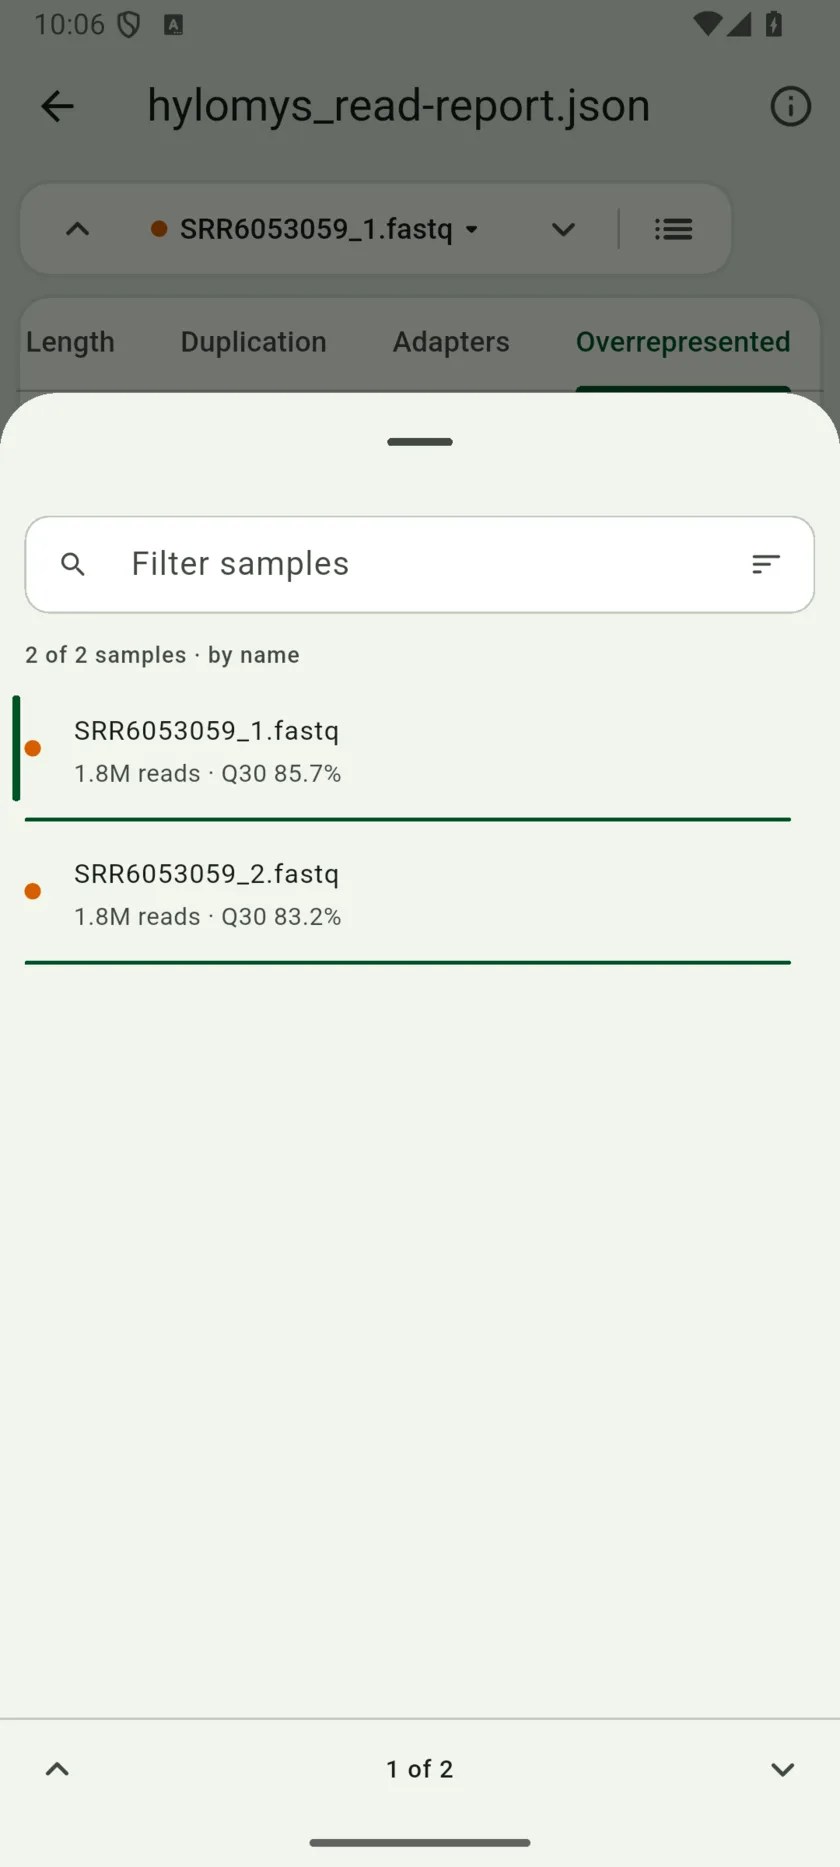 10:06
A
hylomys_read-report.json
SRR6053059_1.fastq
Length Duplication Adapters Overrepresented
Filter samples
2 of 2 samples · by name
SRR6053059_1.fastq
1.8M reads · Q30 85.7%
SRR6053059_2.fastq
1.8M reads · Q30 83.2%
1 of 2